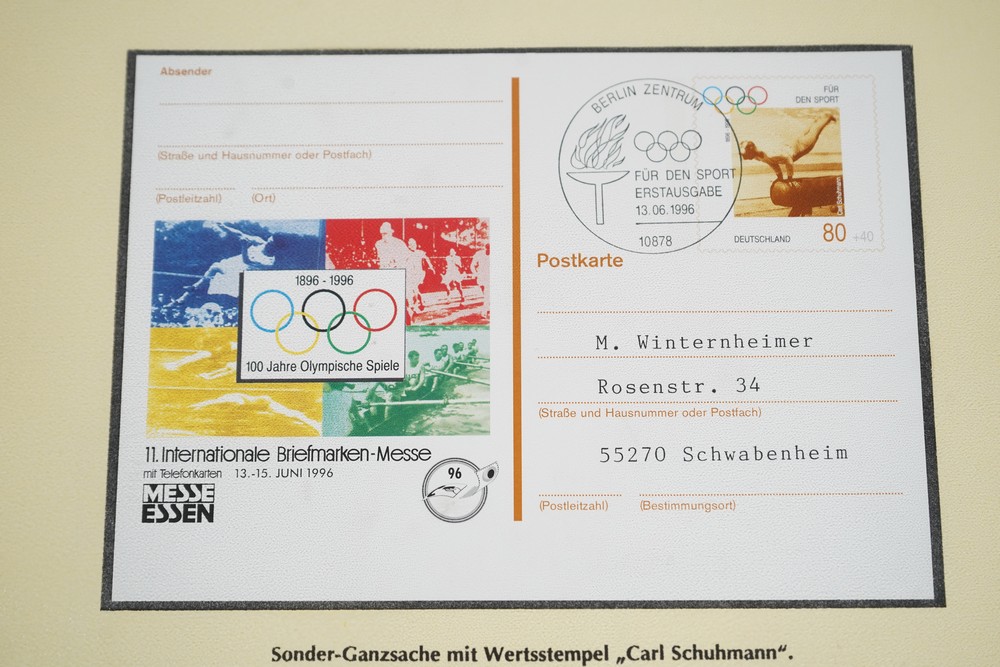 Absender
(Straße und Hausnummer oder Postfach)
(Postleitzahl) (Ort)
1896 - 1996
100 Jahre Olympische Spiele
11. Internationale Briefmarken-Messe
mit Telefonkarten 13.-15. JUNI 1996
MESSE
ESSEN
96
BERLIN ZENTRUM
FÜR DEN SPORT
ERSTAUSGABE
13.06.1996
10878
FÜR
DEN SPORT
Carl Schuhmann
DEUTSCHLAND 80 +40
Postkarte
M. Winternheimer
Rosenstr. 34
(Straße und Hausnummer oder Postfach)
55270 Schwabenheim
(Postleitzahl) (Bestimmungsort)
Sonder-Ganzsache mit Wertsstempel „Carl Schuhmann“.